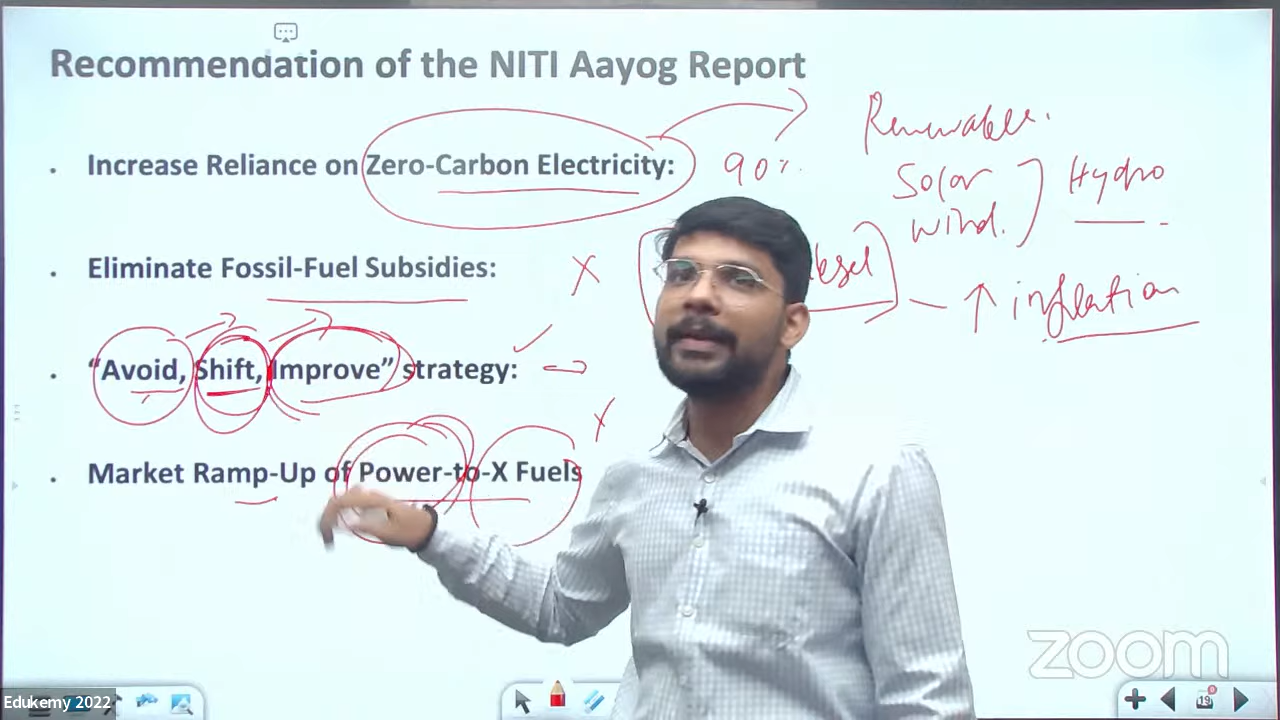 Recommendation of the NITI Aayog Report
Renewable.
. Increase Reliance on Zero-Carbon Electricity: 90%.
Solar
Wind. Hydro
. Eliminate Fossil-Fuel Subsidies: X
↑ inflation
. “Avoid, Shift, Improve” strategy:
. Market Ramp-Up of Power-to-X Fuels X
zoom
Edukemy 2022
19